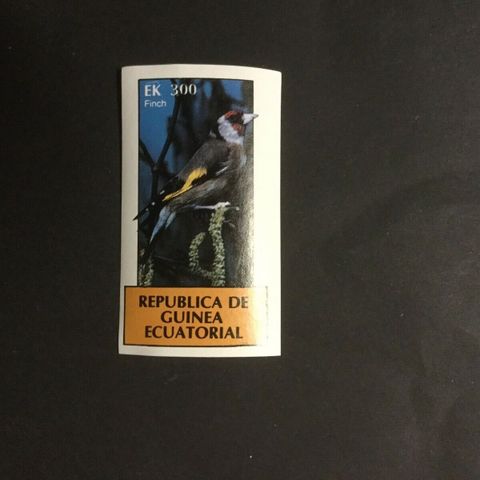 EK 300
Finch
REPUBLICA DE
GUINEA
ECUATORIAL